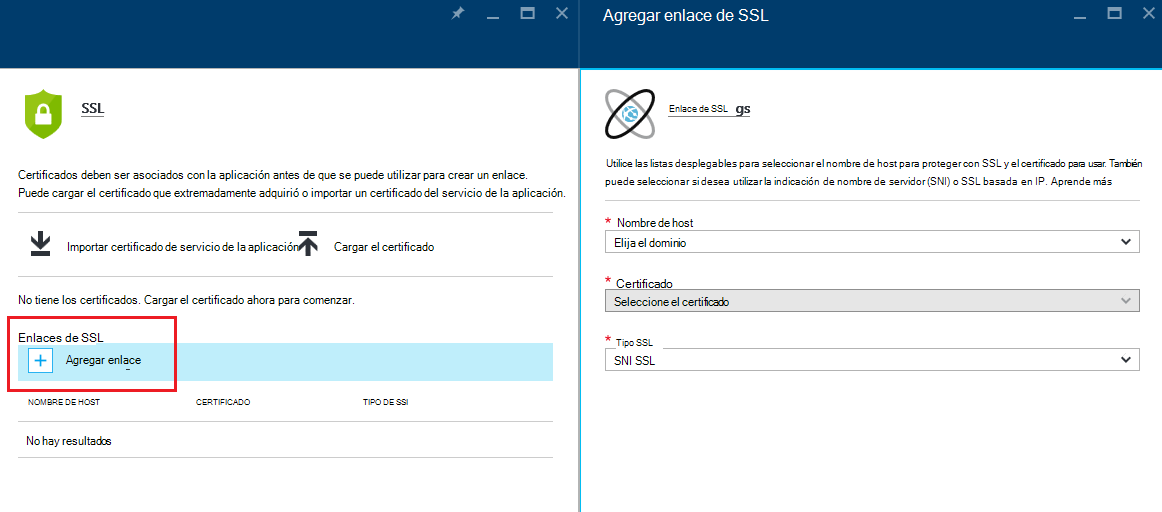 SSL
Certificados deben ser asociados con la aplicación antes de que se puede utilizar para crear un enlace.
Puede cargar el certificado que extremadamente adquirió o importar un certificado del servicio de la aplicación.
Importar certificado de servicio de la aplicación
Cargar el certificado
No tiene los certificados. Cargar el certificado ahora para comenzar.
Enlaces de SSL
Agregar enlace
NOMBRE DE HOST CERTIFICADO TIPO DE SSI
No hay resultados
Agregar enlace de SSL
Enlace de SSL gs
Utilice las listas desplegables para seleccionar el nombre de host para proteger con SSL y el certificado para usar. También
puede seleccionar si desea utilizar la indicación de nombre de servidor (SNI) o SSL basada en IP. Aprende más
* Nombre de host
Elija el dominio
* Certificado
Seleccione el certificado
* Tipo SSL
SNI SSL